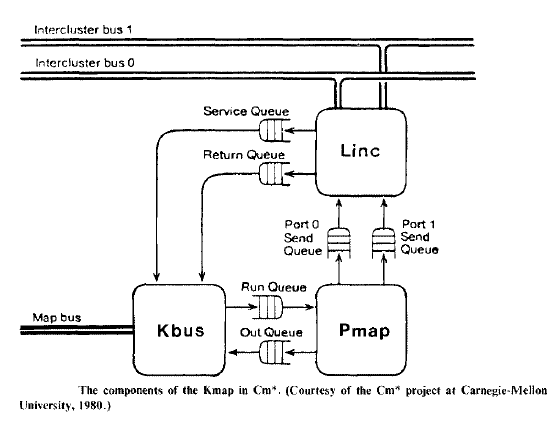 Intercluster bus 1
Intercluster bus 0
Service Queue
Linc
Return Queue
Port 0
Send
Queue
Port 1
Send
Queue
Run Queue
Map bus
Kbus
Pmap
Out Queue
The components of the Kmap in Cm*. (Courtesy of the Cm* project at Carnegie-Mellon
University, 1980.)